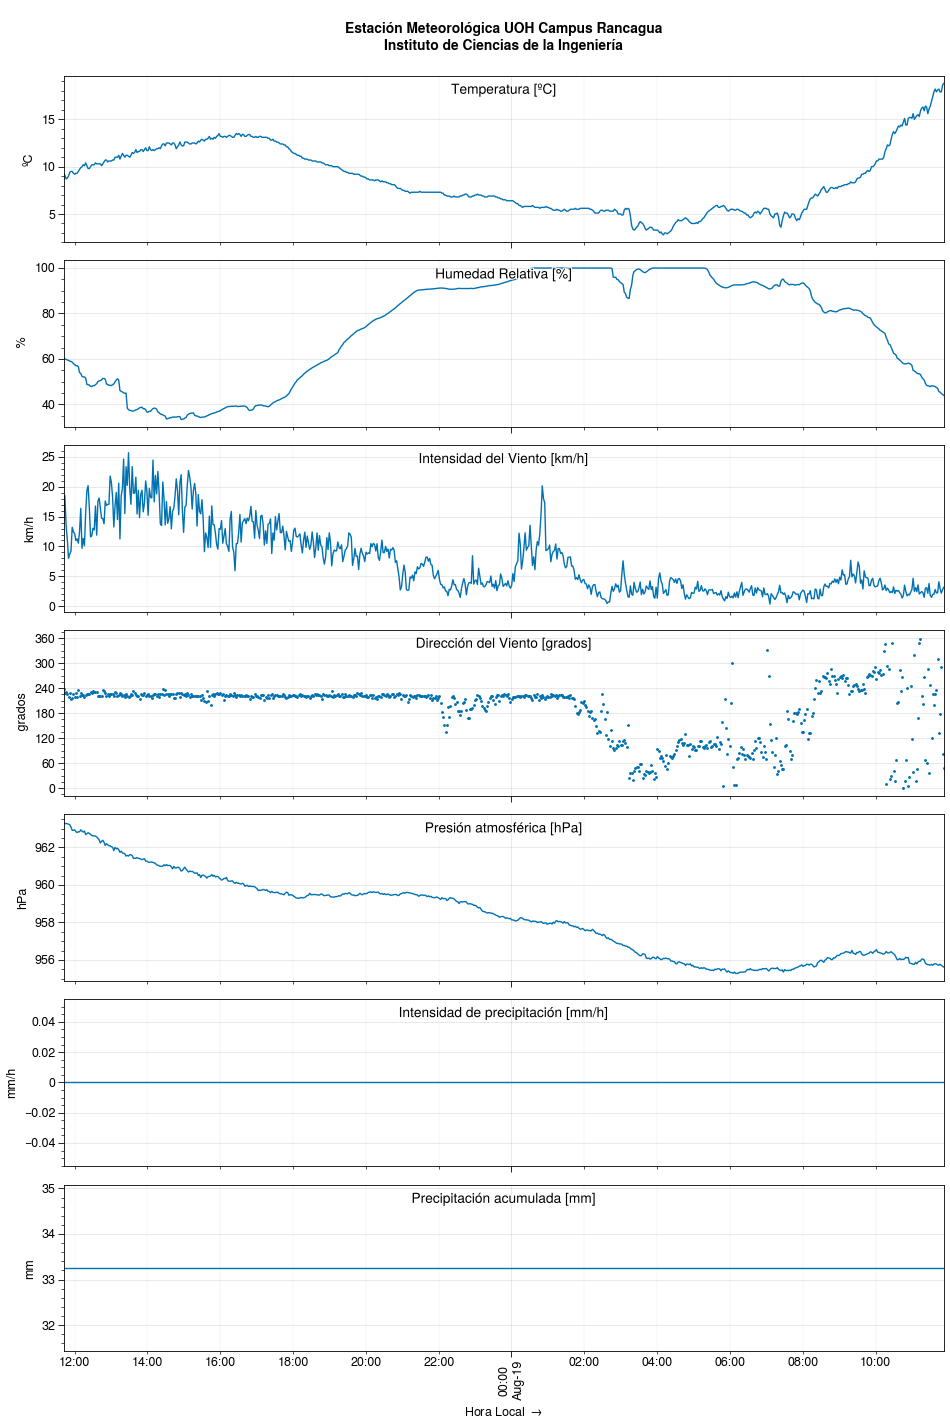 Estación Meteorológica UOH Campus Rancagua
Instituto de Ciencias de la Ingeniería
Temperatura [ºC]
ºC
15
10
5
Humedad Relativa [%]
%
100
80
60
40
Intensidad del Viento [km/h]
km/h
25
20
15
10
5
0
Dirección del Viento [grados]
grados
360
300
240
180
120
60
0
Presión atmosférica [hPa]
hPa
962
960
958
956
Intensidad de precipitación [mm/h]
mm/h
0.04
0.02
0
−0.02
−0.04
Precipitación acumulada [mm]
mm
35
34
33
32
12:00 14:00 16:00 18:00 20:00 22:00 00:00 02:00 04:00 06:00 08:00 10:00
Aug-19
Hora Local →